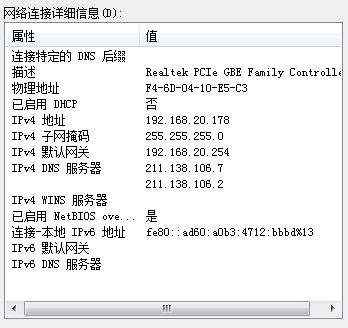 网络连接详细信息(D):
属性 值
连接特定的 DNS 后缀
描述 Realtek PCIe GBE Family Controlle
物理地址 F4-6D-04-10-E5-C3
已启用 DHCP 否
IPv4 地址 192.168.20.178
IPv4 子网掩码 255.255.255.0
IPv4 默认网关 192.168.20.254
IPv4 DNS 服务器 211.138.106.7
211.138.106.2
IPv4 WINS 服务器
已启用 NetBIOS ove... 是
连接-本地 IPv6 地址 fe80::ad60:a0b3:4712:bbbd%13
IPv6 默认网关
IPv6 DNS 服务器